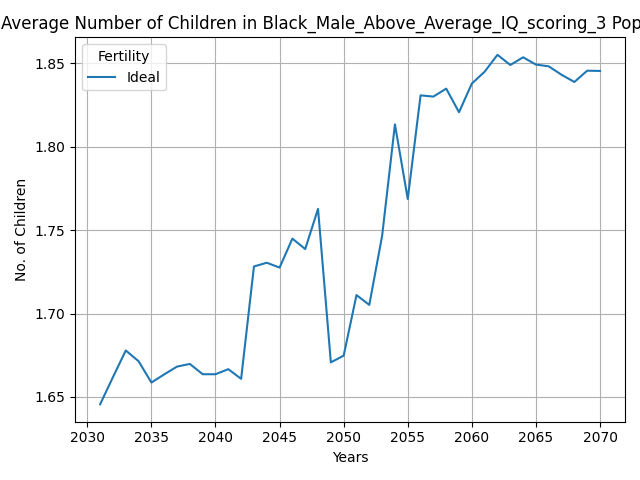 Average Number of Children in Black_Male_Above_Average_IQ_scoring_3 Pop
Fertility
Ideal
No. of Children
1.85
1.80
1.75
1.70
1.65
2030 2035 2040 2045 2050 2055 2060 2065 2070
Years